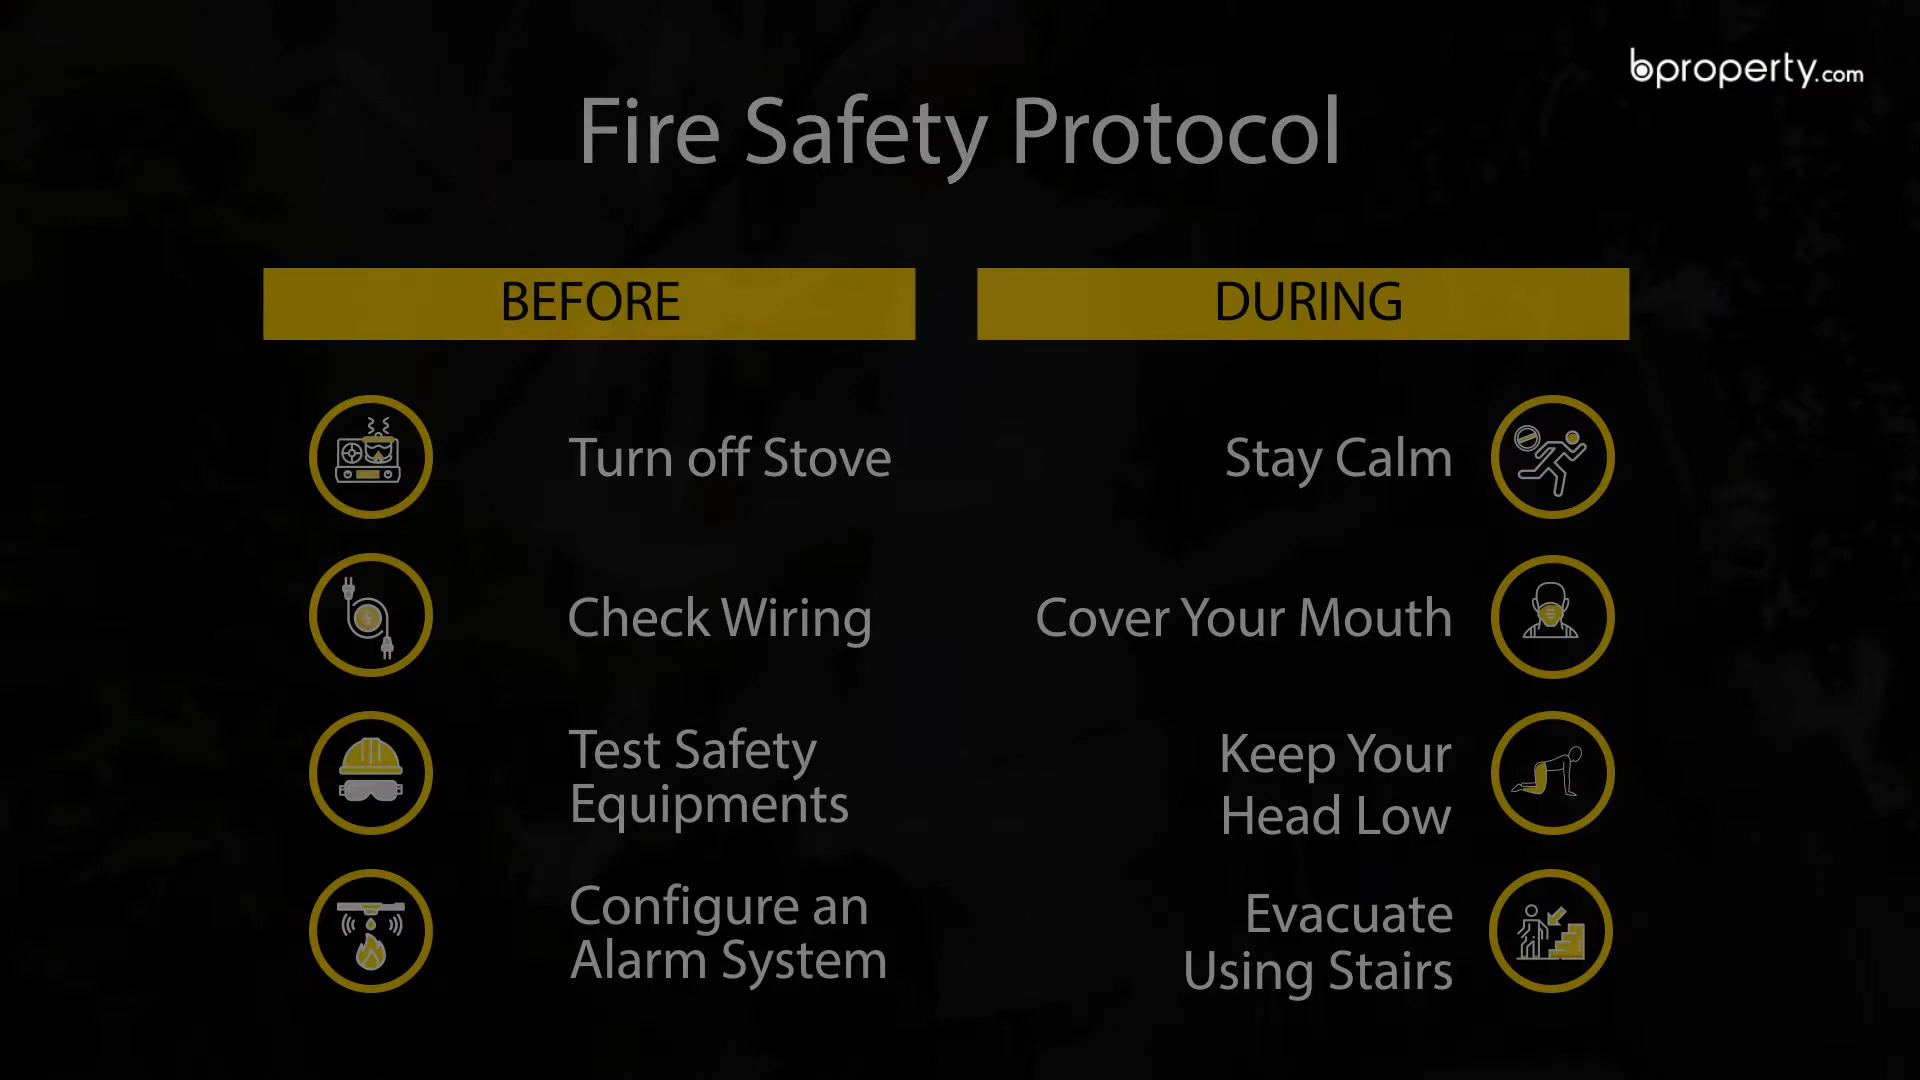 bproperty.com
Fire Safety Protocol
BEFORE
Turn off Stove
Check Wiring
Test Safety
Equipments
Configure an
Alarm System
DURING
Stay Calm
Cover Your Mouth
Keep Your
Head Low
Evacuate
Using Stairs